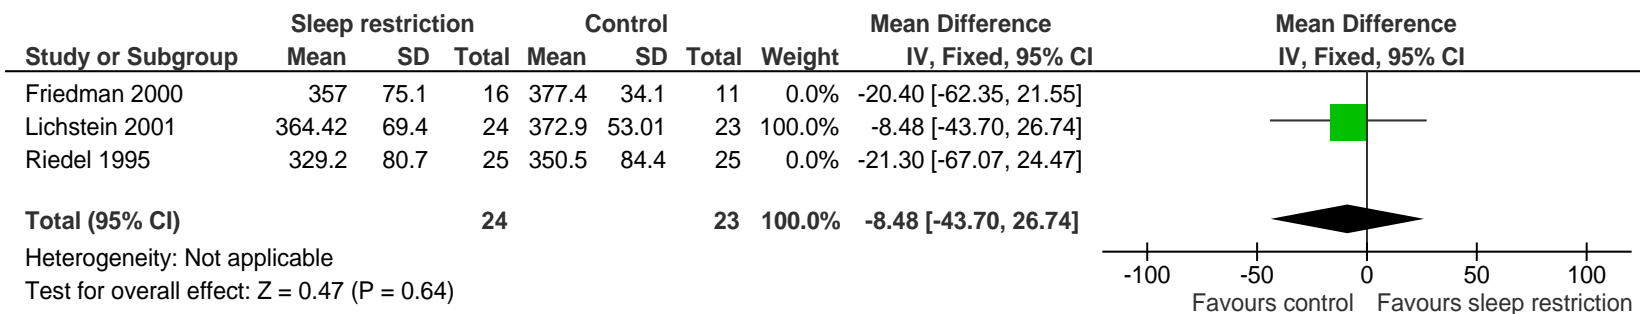 Sleep restriction Control Mean Difference Mean Difference
Study or Subgroup Mean SD Total Mean SD Total Weight IV, Fixed, 95% CI IV, Fixed, 95% CI
Friedman 2000 357 75.1 16 377.4 34.1 11 0.0% -20.40 [-62.35, 21.55]
Lichstein 2001 364.42 69.4 24 372.9 53.01 23 100.0% -8.48 [-43.70, 26.74]
Riedel 1995 329.2 80.7 25 350.5 84.4 25 0.0% -21.30 [-67.07, 24.47]
Total (95% CI) 24 23 100.0% -8.48 [-43.70, 26.74]
Heterogeneity: Not applicable
Test for overall effect: Z = 0.47 (P = 0.64)
-100 -50 0 50 100
Favours control Favours sleep restriction